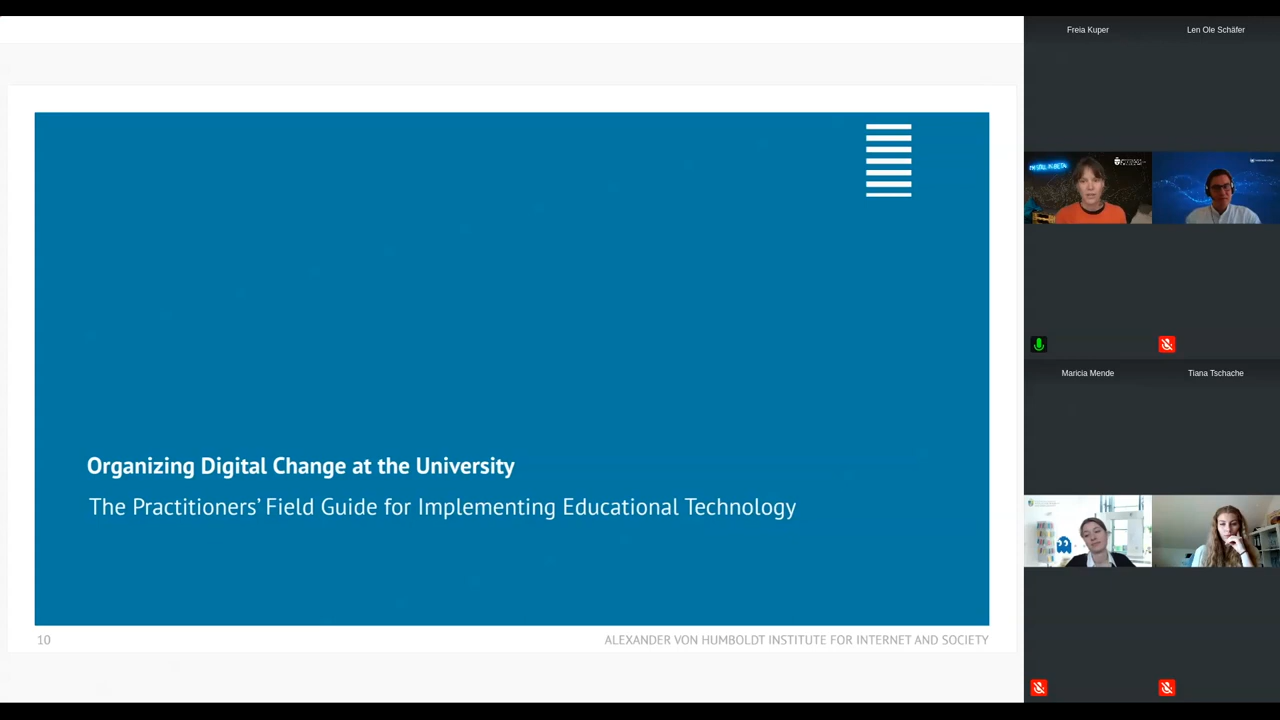 Organizing Digital Change at the University
The Practitioners’ Field Guide for Implementing Educational Technology
10
ALEXANDER VON HUMBOLDT INSTITUTE FOR INTERNET AND SOCIETY
Freia Kuper
Len Ole Schäfer
Maricia Mende
Tiana Tschache